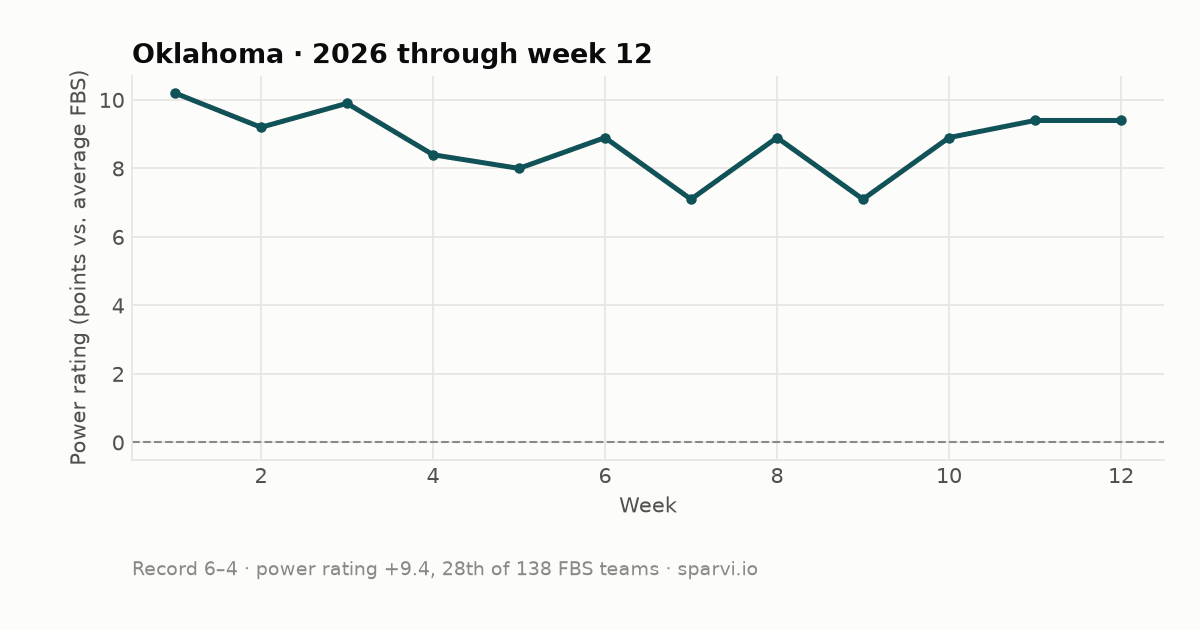 Oklahoma · 2026 through week 12
Power rating (points vs. average FBS)
10
8
6
4
2
0
2 4 6 8 10 12
Week
Record 6–4 · power rating +9.4, 28th of 138 FBS teams · sparvi.io